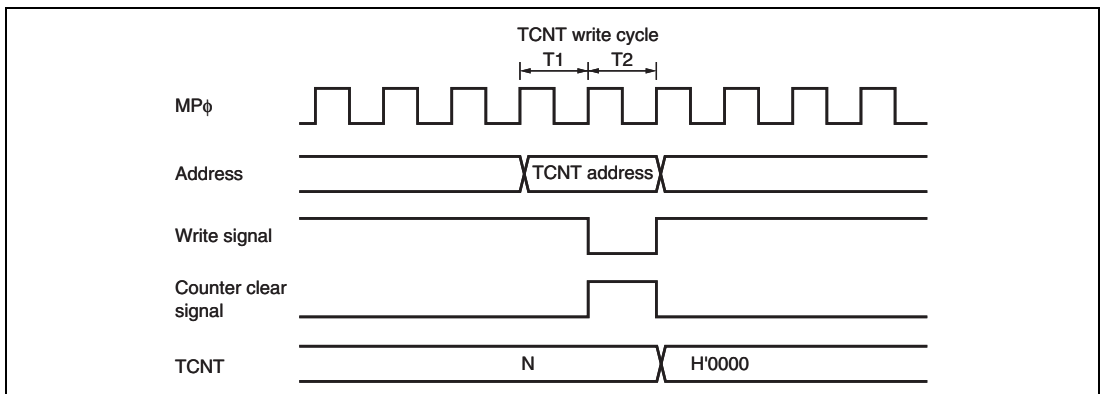 TCNT write cycle
T1 T2
MPϕ
Address
TCNT address
Write signal
Counter clear
signal
TCNT
N
H'0000